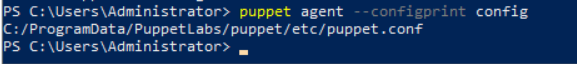 PS C:\Users\Administrator> puppet agent --configprint config
C:/ProgramData/PuppetLabs/puppet/etc/puppet.conf
PS C:\Users\Administrator>